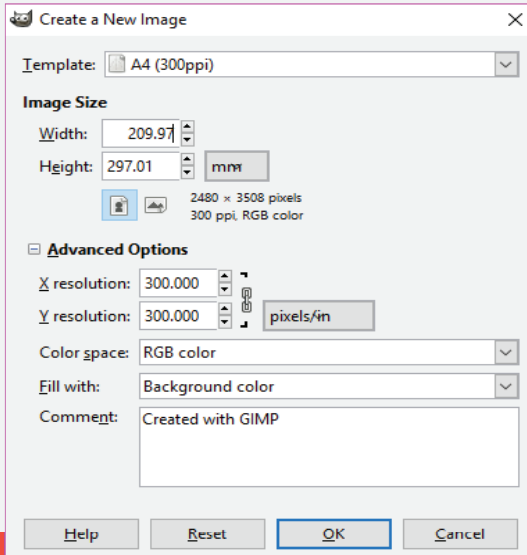 Create a New Image
Template: A4 (300ppi)
Image Size
Width: 209.97
Height: 297.01 mm
2480 × 3508 pixels
300 ppi, RGB color
Advanced Options
X resolution: 300.000
Y resolution: 300.000 pixels/in
Color space: RGB color
Fill with: Background color
Comment: Created with GIMP
Help Reset OK Cancel